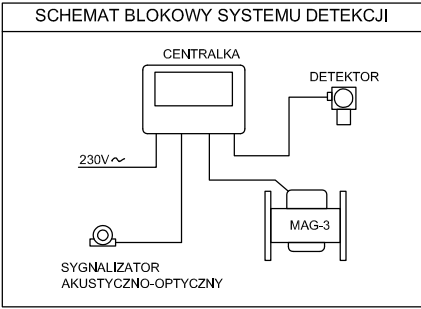 SCHEMAT BLOKOWY SYSTEMU DETEKCJI
CENTRALKA
DETEKTOR
230V~
MAG-3
SYGNALIZATOR
AKUSTYCZNO-OPTYCZNY